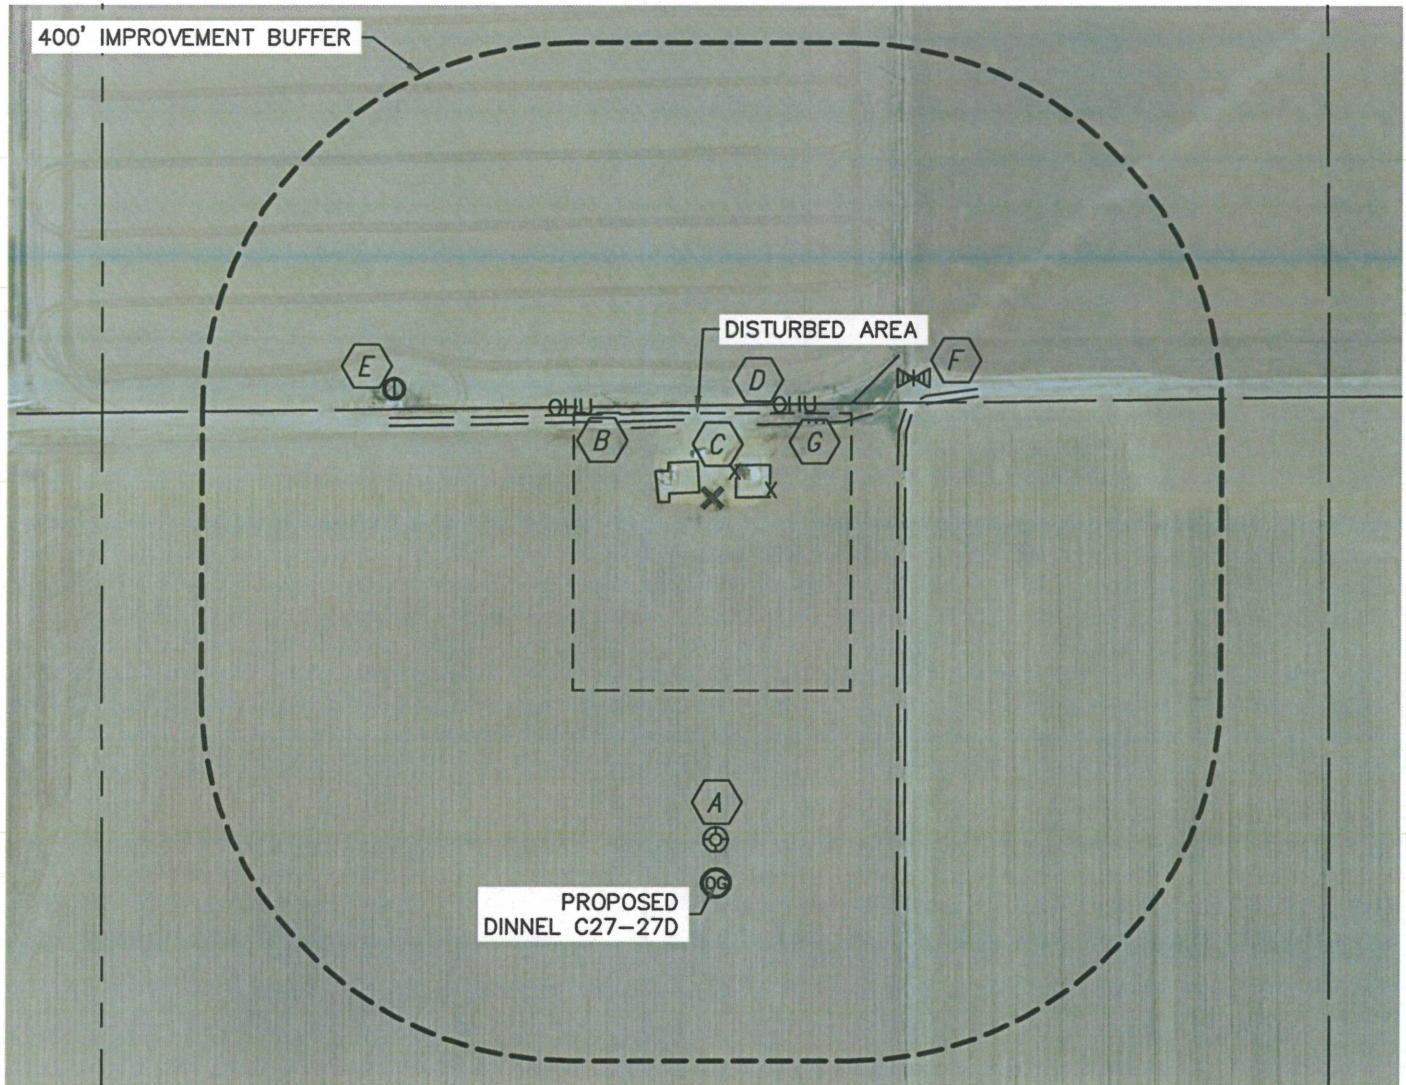 400' IMPROVEMENT BUFFER
DISTURBED AREA
E
D
F
OHU
OHU
B
C
G
X
X
A
OG
PROPOSED
DINNEL C27-27D